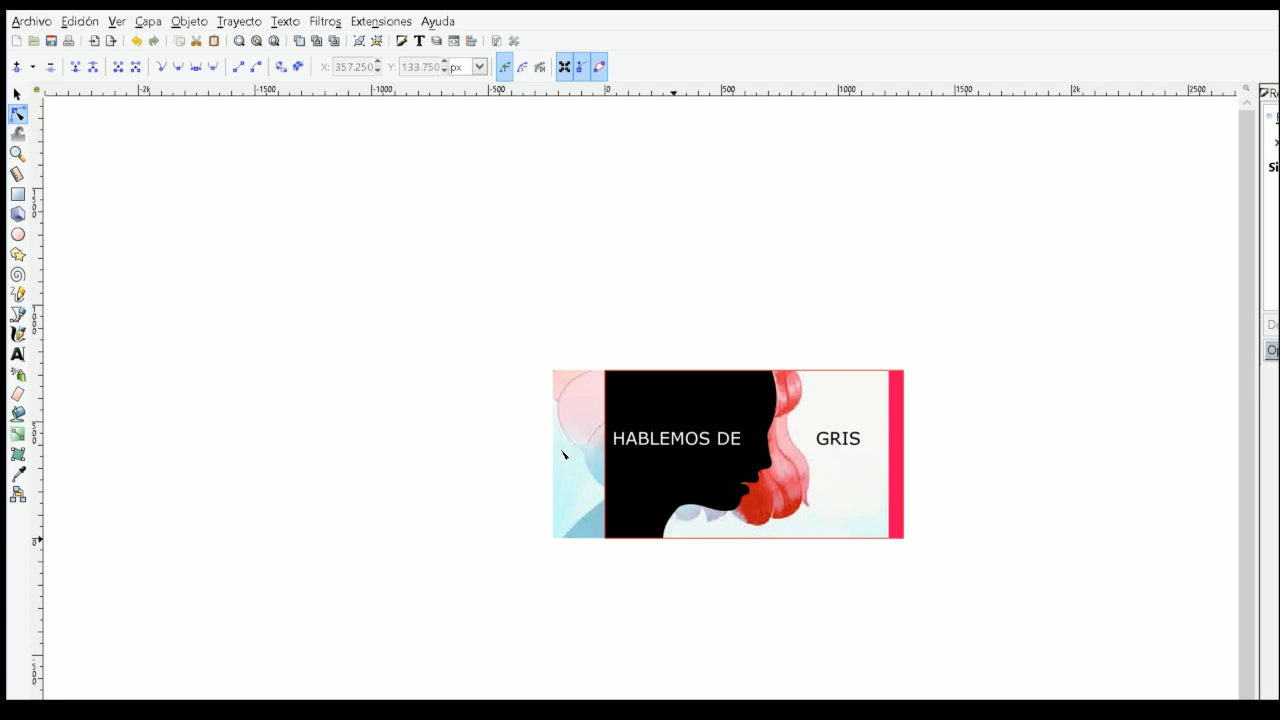 Archivo Edición Ver Capa Objeto Trayecto Texto Filtros Extensiones Ayuda
X: 357.250 Y: 133.750 px
-2k -1500 -1000 -500 0 500 1000 1500 2k 2500
HABLEMOS DE GRIS